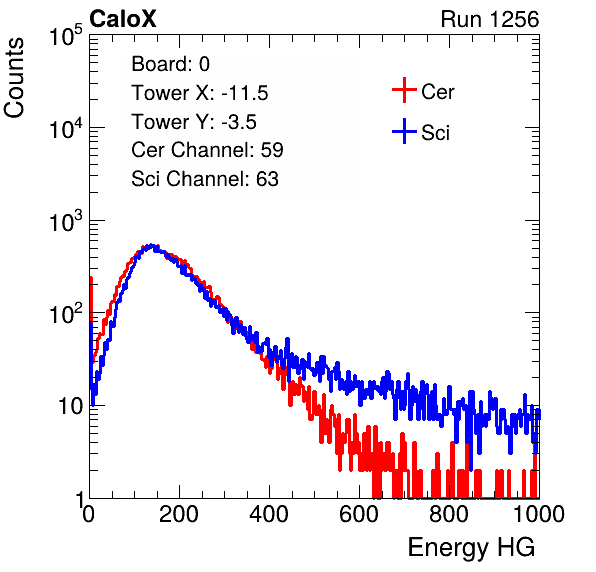 CaloX Run 1256
Counts
10^5
10^4
10^3
10^2
10
1
Board: 0
Tower X: -11.5
Tower Y: -3.5
Cer Channel: 59
Sci Channel: 63
Cer
Sci
0 200 400 600 800 1000
Energy HG